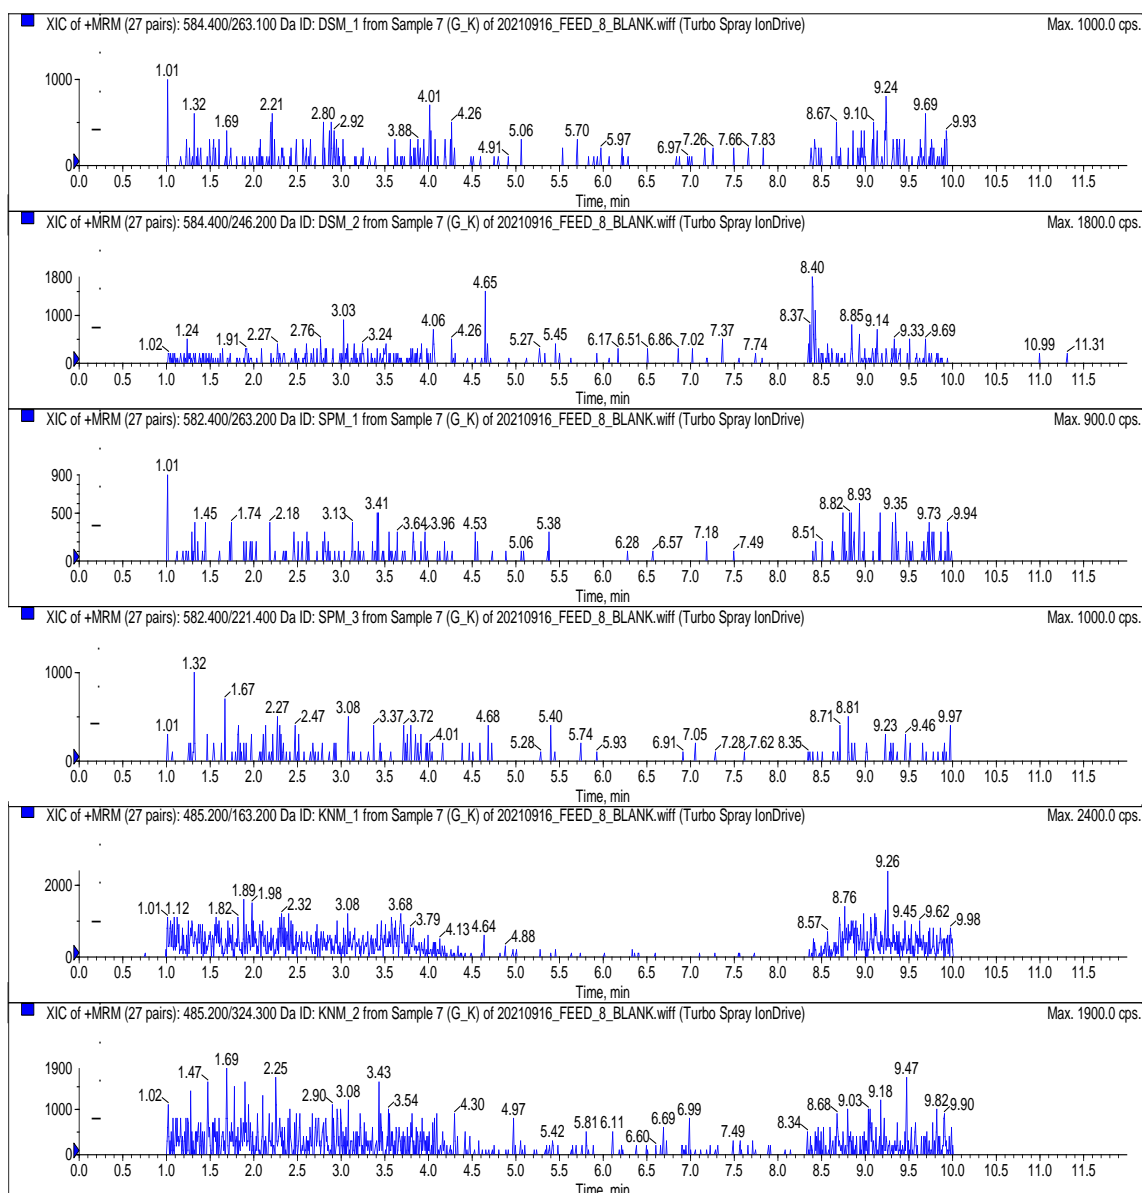 XIC of +MRM (27 pairs): 584.400/263.100 Da ID: DSM_1 from Sample 7 (G_K) of 20210916_FEED_8_BLANK.wiff (Turbo Spray IonDrive) Max. 1000.0 cps.
1.01
1000
1.32 2.21 2.80 4.01 9.24
1.69 2.92 3.88 4.26 8.67 9.10 9.69 9.93
4.91 5.06 5.70 5.97 6.97 7.26 7.66 7.83
0
0.0 0.5 1.0 1.5 2.0 2.5 3.0 3.5 4.0 4.5 5.0 5.5 6.0 6.5 7.0 7.5 8.0 8.5 9.0 9.5 10.0 10.5 11.0 11.5
Time, min
XIC of +MRM (27 pairs): 584.400/246.200 Da ID: DSM_2 from Sample 7 (G_K) of 20210916_FEED_8_BLANK.wiff (Turbo Spray IonDrive) Max. 1800.0 cps.
1800 8.40
4.65
1000 3.03 8.37 8.85
1.24 2.76 4.06 9.14
1.02 1.91 2.27 3.24 4.26 5.27 5.45 6.17 6.51 6.86 7.02 7.37 7.74 9.33 9.69 10.99 11.31
0
0.0 0.5 1.0 1.5 2.0 2.5 3.0 3.5 4.0 4.5 5.0 5.5 6.0 6.5 7.0 7.5 8.0 8.5 9.0 9.5 10.0 10.5 11.0 11.5
Time, min
XIC of +MRM (27 pairs): 582.400/263.200 Da ID: SPM_1 from Sample 7 (G_K) of 20210916_FEED_8_BLANK.wiff (Turbo Spray IonDrive) Max. 900.0 cps.
1.01
900
500 1.45 1.74 2.18 3.13 3.41 8.82 8.93 9.35 9.73 9.94
3.64 3.96 4.53 5.38 8.51
5.06 6.28 6.57 7.18 7.49
0
0.0 0.5 1.0 1.5 2.0 2.5 3.0 3.5 4.0 4.5 5.0 5.5 6.0 6.5 7.0 7.5 8.0 8.5 9.0 9.5 10.0 10.5 11.0 11.5
Time, min
XIC of +MRM (27 pairs): 582.400/221.400 Da ID: SPM_3 from Sample 7 (G_K) of 20210916_FEED_8_BLANK.wiff (Turbo Spray IonDrive) Max. 1000.0 cps.
1000 1.32
1.67
2.27 2.47 3.08 3.37 3.72 4.68 5.40 8.71 8.81
1.01 4.01 5.28 5.74 5.93 6.91 7.05 7.28 7.62 8.35 9.23 9.46 9.97
0
0.0 0.5 1.0 1.5 2.0 2.5 3.0 3.5 4.0 4.5 5.0 5.5 6.0 6.5 7.0 7.5 8.0 8.5 9.0 9.5 10.0 10.5 11.0 11.5
Time, min
XIC of +MRM (27 pairs): 485.200/163.200 Da ID: KNM_1 from Sample 7 (G_K) of 20210916_FEED_8_BLANK.wiff (Turbo Spray IonDrive) Max. 2400.0 cps.
9.26
2000 1.89 1.98 8.76
1.01 1.12 1.82 2.32 3.08 3.68 3.79 9.45 9.62 9.98
4.13 4.64 4.88 8.57
0
0.0 0.5 1.0 1.5 2.0 2.5 3.0 3.5 4.0 4.5 5.0 5.5 6.0 6.5 7.0 7.5 8.0 8.5 9.0 9.5 10.0 10.5 11.0 11.5
Time, min
XIC of +MRM (27 pairs): 485.200/324.300 Da ID: KNM_2 from Sample 7 (G_K) of 20210916_FEED_8_BLANK.wiff (Turbo Spray IonDrive) Max. 1900.0 cps.
1900 1.47 1.69 2.25 3.43 9.47
1000 1.02 2.90 3.08 3.54 4.30 8.68 9.03 9.18 9.82 9.90
4.97 5.42 5.81 6.11 6.60 6.69 6.99 7.49 8.34
0
0.0 0.5 1.0 1.5 2.0 2.5 3.0 3.5 4.0 4.5 5.0 5.5 6.0 6.5 7.0 7.5 8.0 8.5 9.0 9.5 10.0 10.5 11.0 11.5
Time, min